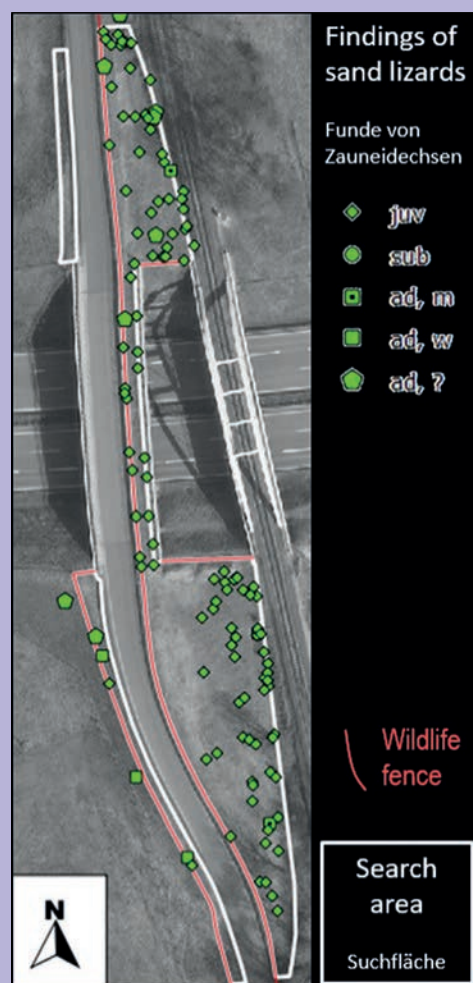 Findings of
sand lizards
Funde von
Zauneidechsen
juv
sub
ad, m
ad, w
ad, ?
Wildlife
fence
Search
area
Suchfläche
N